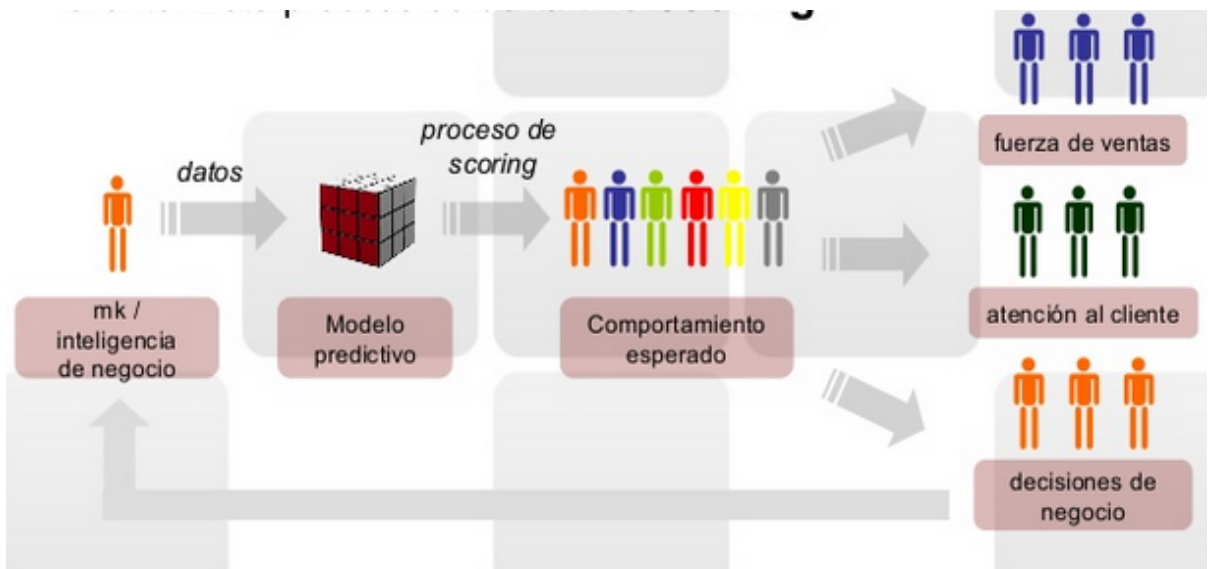 datos
proceso de
scoring
mk /
inteligencia
de negocio
Modelo
predictivo
Comportamiento
esperado
fuerza de ventas
atención al cliente
decisiones de
negocio